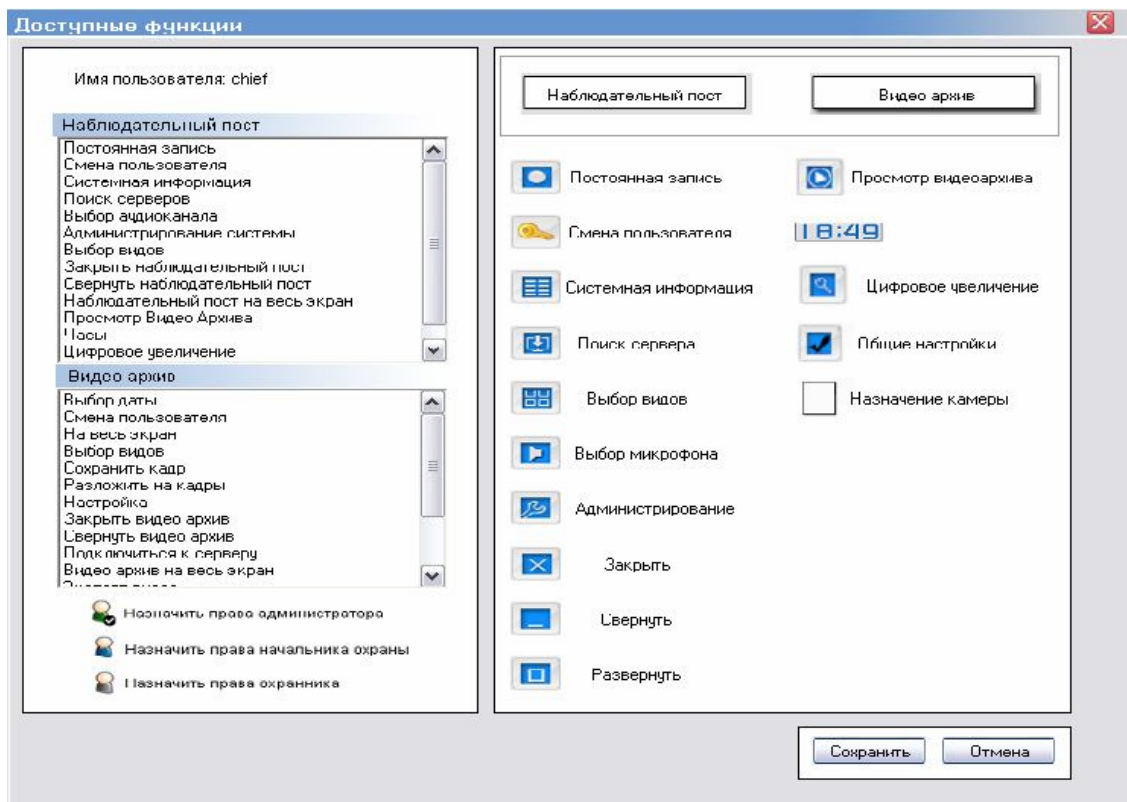 Доступные функции
Имя пользователя: chief
Наблюдательный пост
Постоянная запись
Смена пользователя
Системная информация
Поиск серверов
Выбор аудиоканала
Администрирование системы
Выбор видов
Закрыть наблюдательный пост
Свернуть наблюдательный пост
Наблюдательный пост на весь экран
Просмотр Видео Архива
Часы
Цифровое увеличение
Видео архив
Выбор даты
Смена пользователя
На весь экран
Выбор видов
Сохранить кадр
Разложить на кадры
Настройка
Закрыть видео архив
Свернуть видео архив
Подключиться к серверу
Видео архив на весь экран
Назначить права администратора
Назначить права начальника охраны
Назначить права охранника
Наблюдательный пост
Видео архив
Постоянная запись
Смена пользователя
Системная информация
Поиск сервера
Выбор видов
Выбор микрофона
Администрирование
Закрыть
Свернуть
Развернуть
Просмотр видеоархива
18:49
Цифровое увеличение
Общие настройки
Назначение камеры
Сохранить
Отмена